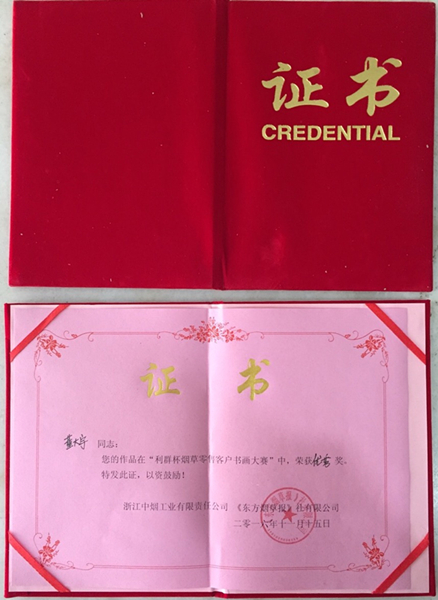 证书
CREDENTIAL
证书
同志：
您的作品在“利群杯烟草零售客户书画大赛”中，荣获优秀奖。
特发此证，以资鼓励！
浙江中烟工业有限责任公司 《东方烟草报》社有限公司
二零一六年十一月十五日